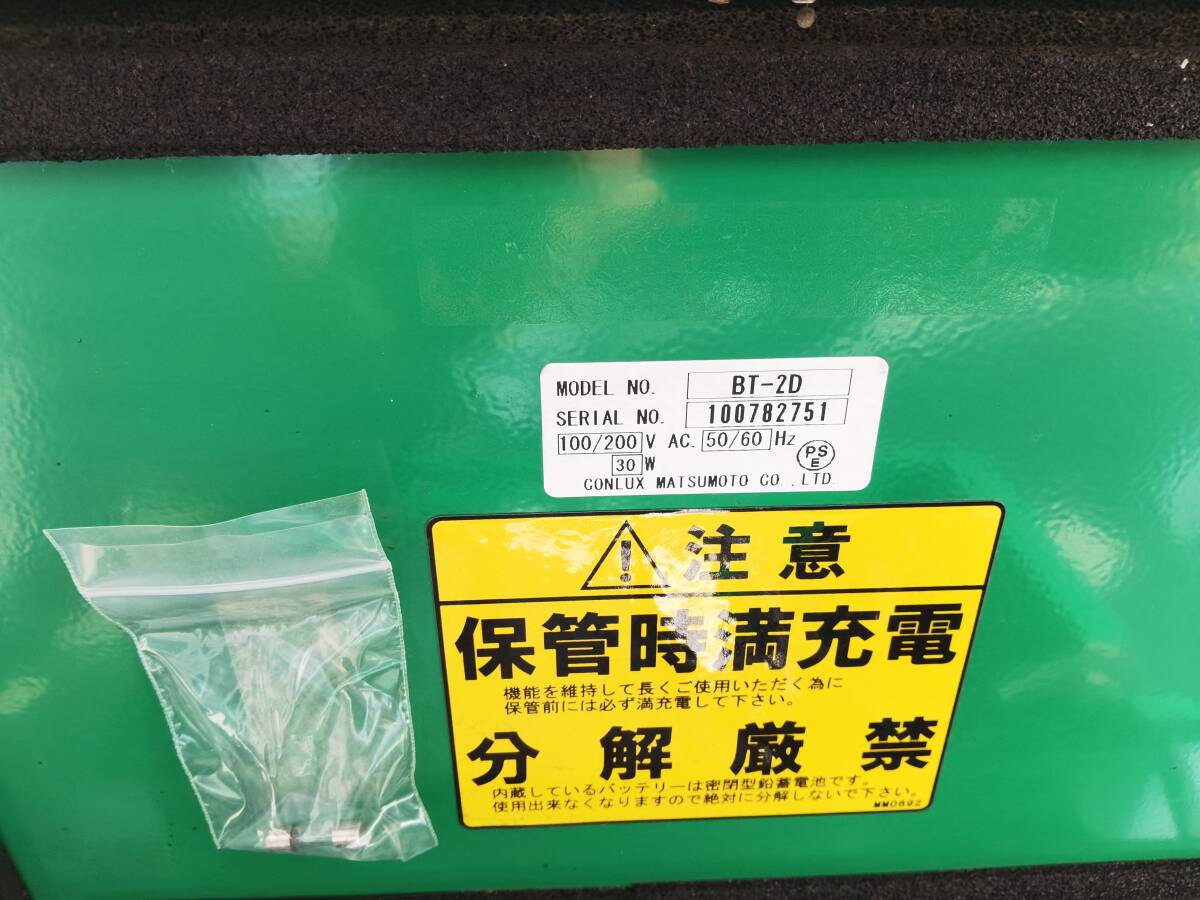 MODEL NO. BT-2D
SERIAL NO. 100782751
100/200 V AC. 50/60 Hz
30 W
PSE
CONLUX MATSUMOTO CO.,LTD.
注意
保管時満充電
機能を維持して長くご使用いただく為に
保管前には必ず満充電して下さい。
分解厳禁
内蔵しているバッテリーは密閉型鉛蓄電池です。
使用出来なくなりますので絶対に分解しないで下さい。
MM0892